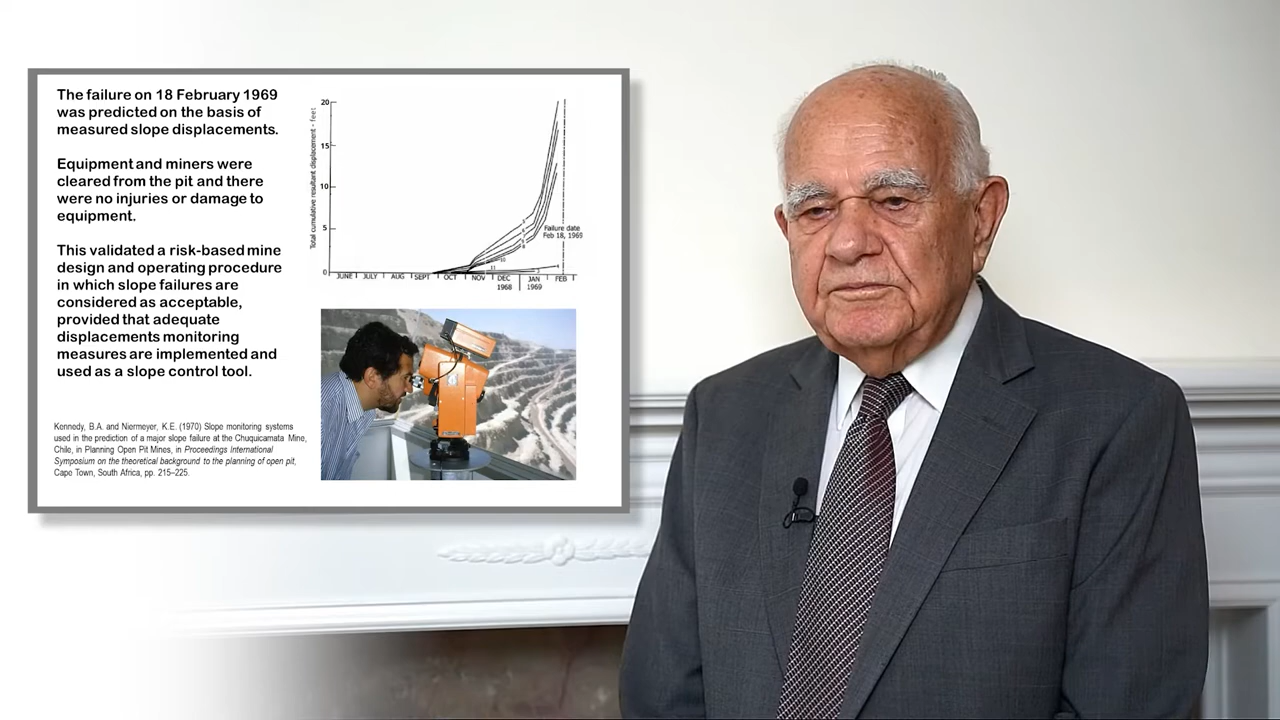 The failure on 18 February 1969
was predicted on the basis of
measured slope displacements.
Equipment and miners were
cleared from the pit and there
were no injuries or damage to
equipment.
This validated a risk-based mine
design and operating procedure
in which slope failures are
considered as acceptable,
provided that adequate
displacements monitoring
measures are implemented and
used as a slope control tool.
Kennedy, B.A. and Niermeyer, K.E. (1970) Slope monitoring systems
used in the prediction of a major slope failure at the Chuquicamata Mine,
Chile, in Planning Open Pit Mines, in Proceedings International
Symposium on the theoretical background to the planning of open pit,
Cape Town, South Africa, pp. 215–225.
Total cumulative resultant displacement - feet
20
15
10
5
0
Failure date
Feb 18, 1969
JUNE JULY AUG SEPT OCT NOV DEC JAN FEB
1968 1969